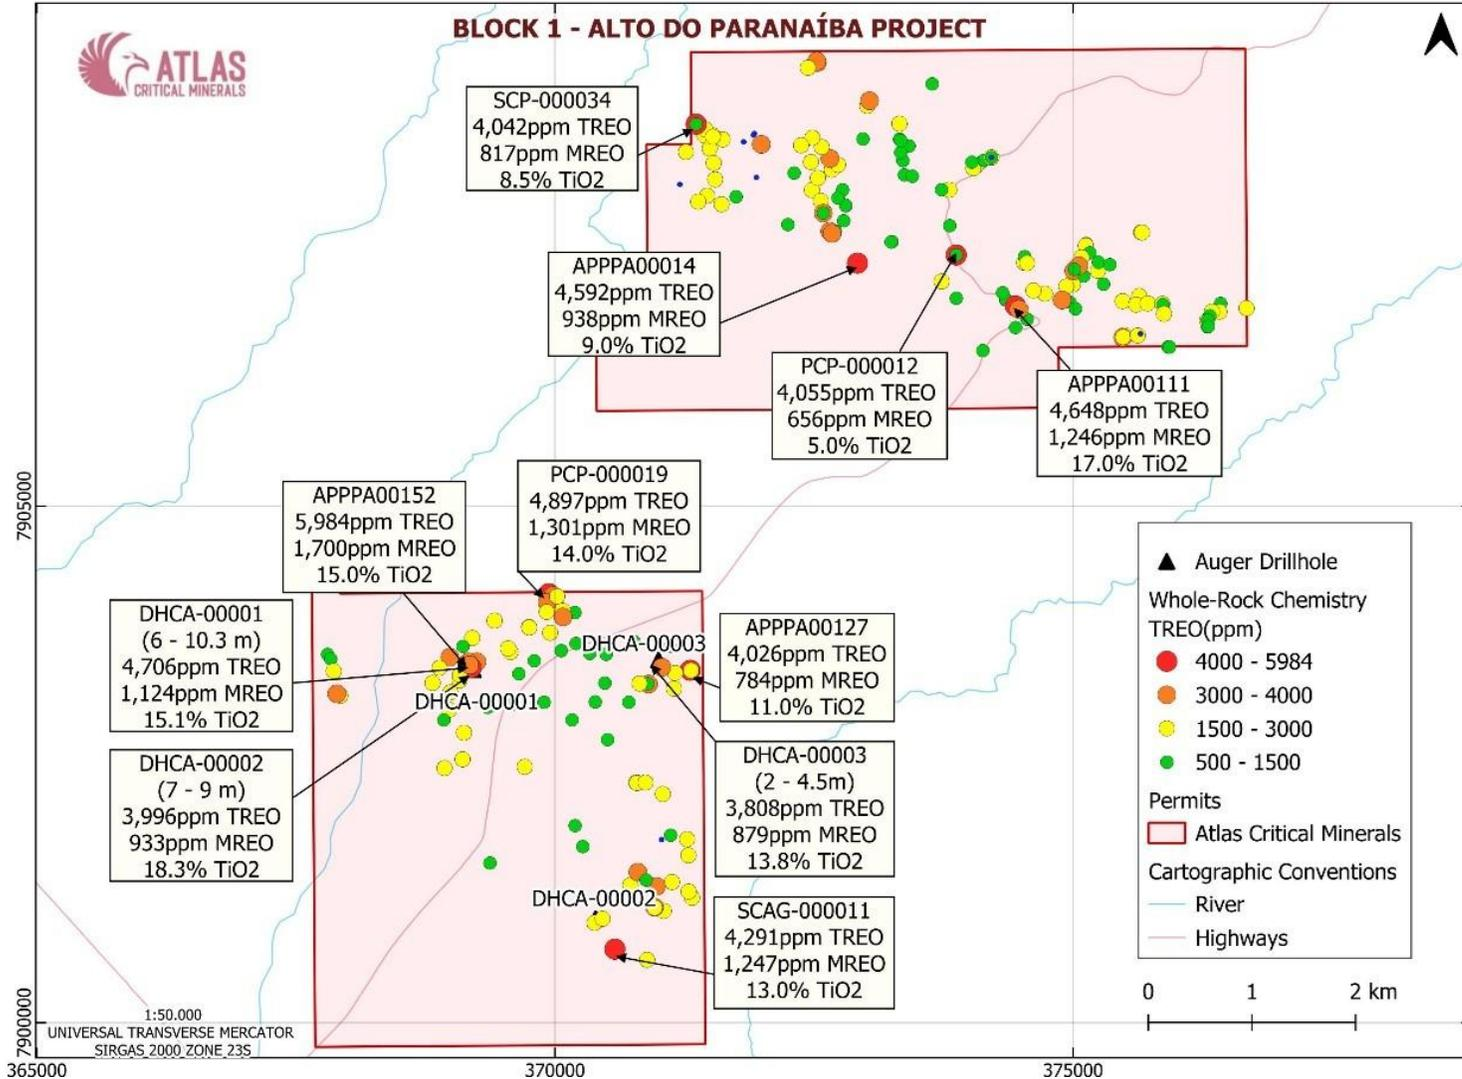 BLOCK 1 - ALTO DO PARANAÍBA PROJECT
ATLAS
CRITICAL MINERALS
SCP-000034
4,042ppm TREO
817ppm MREO
8.5% TiO2
APPPA00014
4,592ppm TREO
938ppm MREO
9.0% TiO2
PCP-000012
4,055ppm TREO
656ppm MREO
5.0% TiO2
APPPA00111
4,648ppm TREO
1,246ppm MREO
17.0% TiO2
PCP-000019
4,897ppm TREO
1,301ppm MREO
14.0% TiO2
APPPA00152
5,984ppm TREO
1,700ppm MREO
15.0% TiO2
DHCA-00001
(6 - 10.3 m)
4,706ppm TREO
1,124ppm MREO
15.1% TiO2
DHCA-00002
(7 - 9 m)
3,996ppm TREO
933ppm MREO
18.3% TiO2
DHCA-00003
DHCA-00001
DHCA-00002
APPPA00127
4,026ppm TREO
784ppm MREO
11.0% TiO2
DHCA-00003
(2 - 4.5m)
3,808ppm TREO
879ppm MREO
13.8% TiO2
SCAG-000011
4,291ppm TREO
1,247ppm MREO
13.0% TiO2
Auger Drillhole
Whole-Rock Chemistry
TREO(ppm)
4000 - 5984
3000 - 4000
1500 - 3000
500 - 1500
Permits
Atlas Critical Minerals
Cartographic Conventions
River
Highways
0 1 2 km
1:50.000
UNIVERSAL TRANSVERSE MERCATOR
SIRGAS 2000 ZONE 23S
7905000
7900000
365000 370000 375000